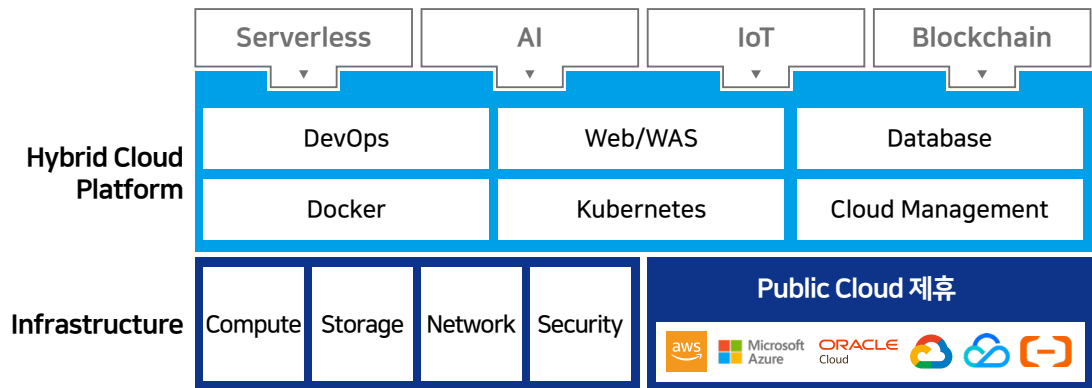 Serverless
AI
IoT
Blockchain
Hybrid Cloud
Platform
DevOps
Web/WAS
Database
Docker
Kubernetes
Cloud Management
Infrastructure
Compute
Storage
Network
Security
Public Cloud 제휴
aws
Microsoft
Azure
ORACLE
Cloud